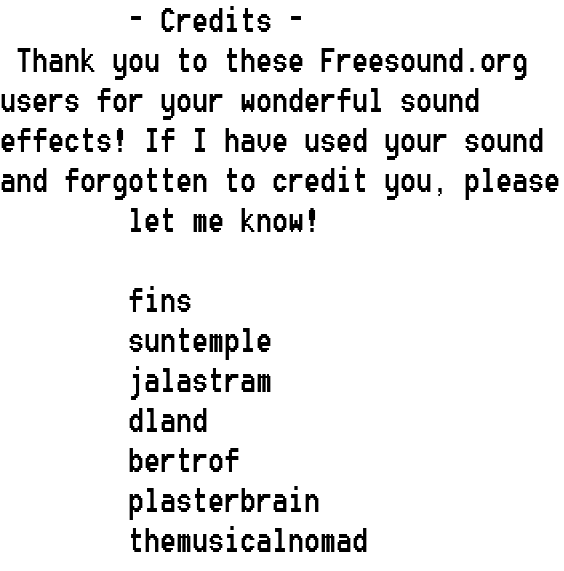 - Credits -
Thank you to these Freesound.org
users for your wonderful sound
effects! If I have used your sound
and forgotten to credit you, please
let me know!
fins
suntemple
jalastram
dland
bertrof
plasterbrain
themusicalnomad